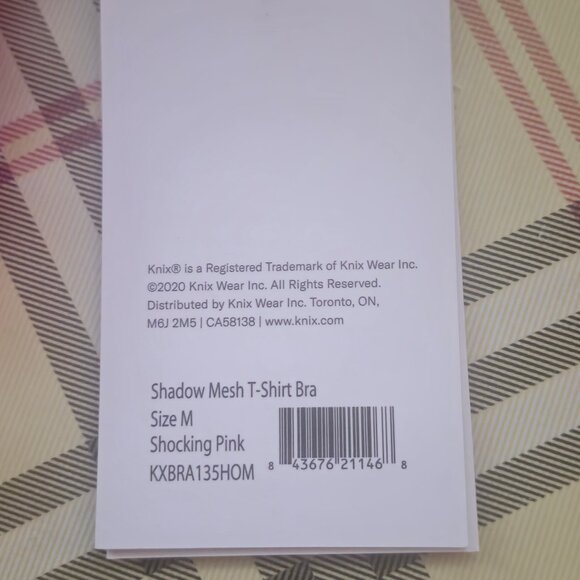 Knix® is a Registered Trademark of Knix Wear Inc.
©2020 Knix Wear Inc. All Rights Reserved.
Distributed by Knix Wear Inc. Toronto, ON,
M6J 2M5 | CA58138 | www.knix.com
Shadow Mesh T-Shirt Bra
Size M
Shocking Pink
KXBRA135HOM
8 43676 21146 8